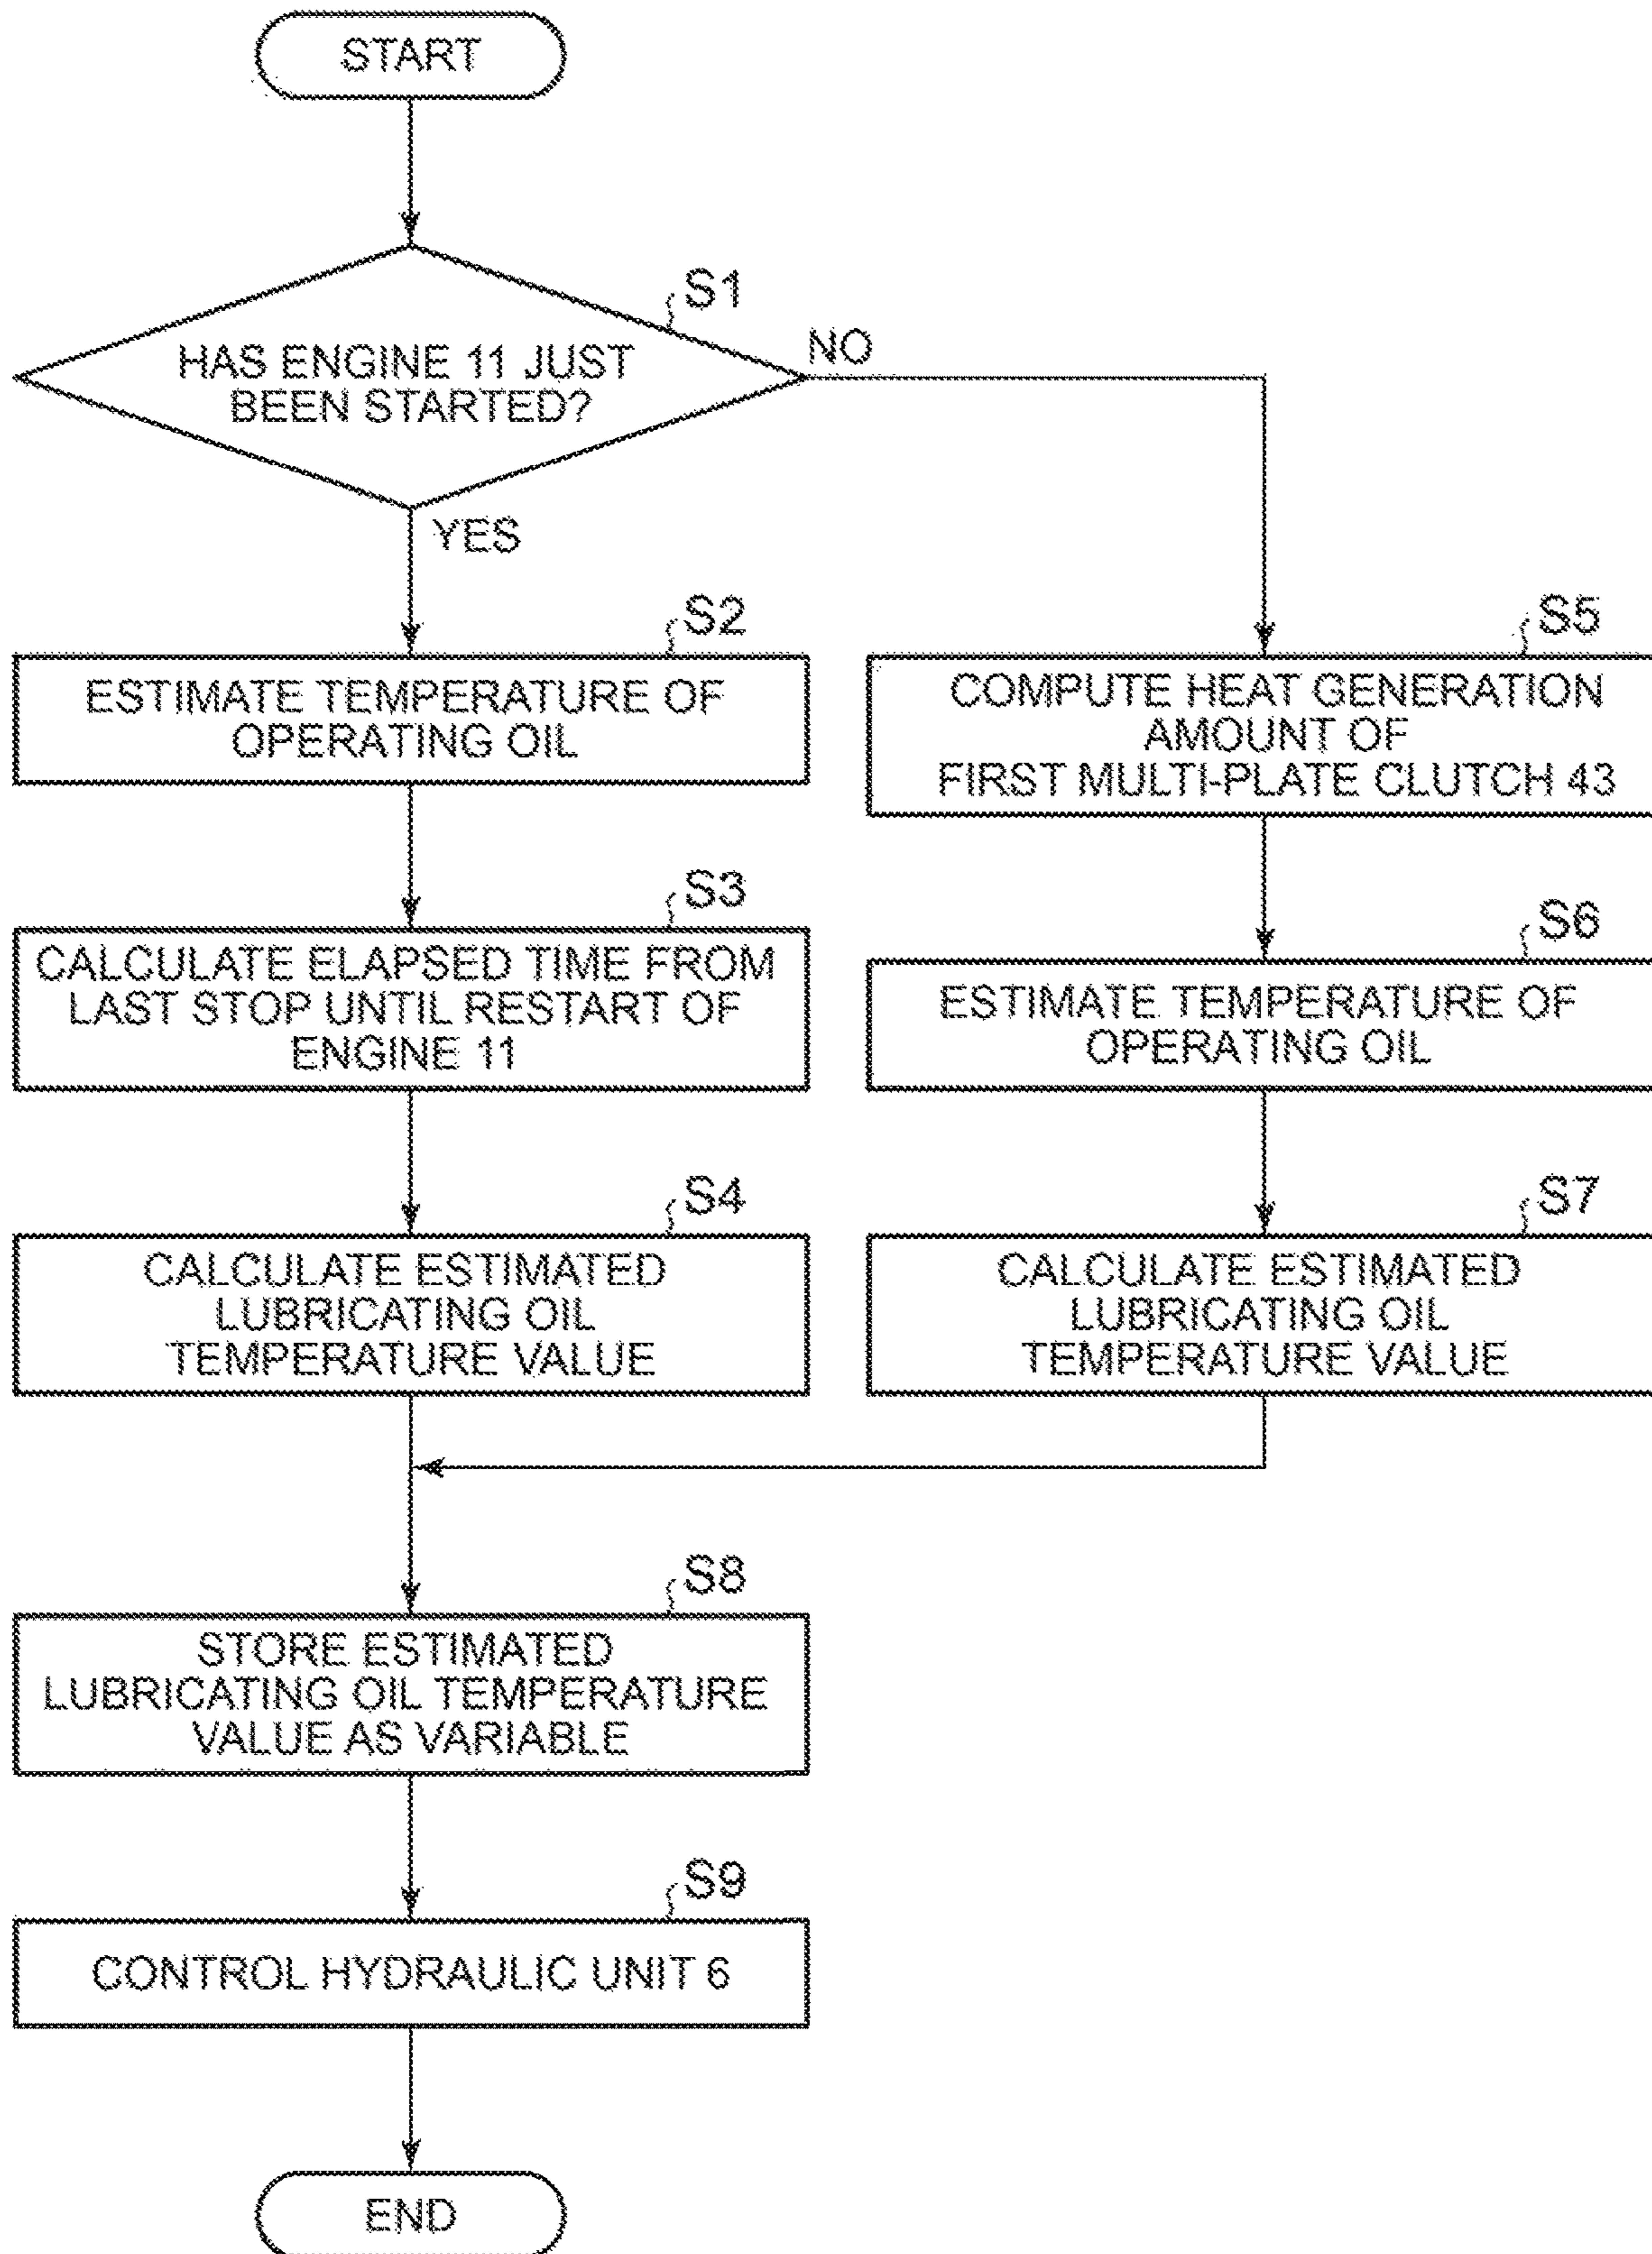 START
S1
HAS ENGINE 11 JUST
BEEN STARTED?
NO
YES
S2
ESTIMATE TEMPERATURE OF
OPERATING OIL
S3
CALCULATE ELAPSED TIME FROM
LAST STOP UNTIL RESTART OF
ENGINE 11
S4
CALCULATE ESTIMATED
LUBRICATING OIL
TEMPERATURE VALUE
S5
COMPUTE HEAT GENERATION
AMOUNT OF
FIRST MULTI-PLATE CLUTCH 43
S6
ESTIMATE TEMPERATURE OF
OPERATING OIL
S7
CALCULATE ESTIMATED
LUBRICATING OIL
TEMPERATURE VALUE
S8
STORE ESTIMATED
LUBRICATING OIL TEMPERATURE
VALUE AS VARIABLE
S9
CONTROL HYDRAULIC UNIT 6
END